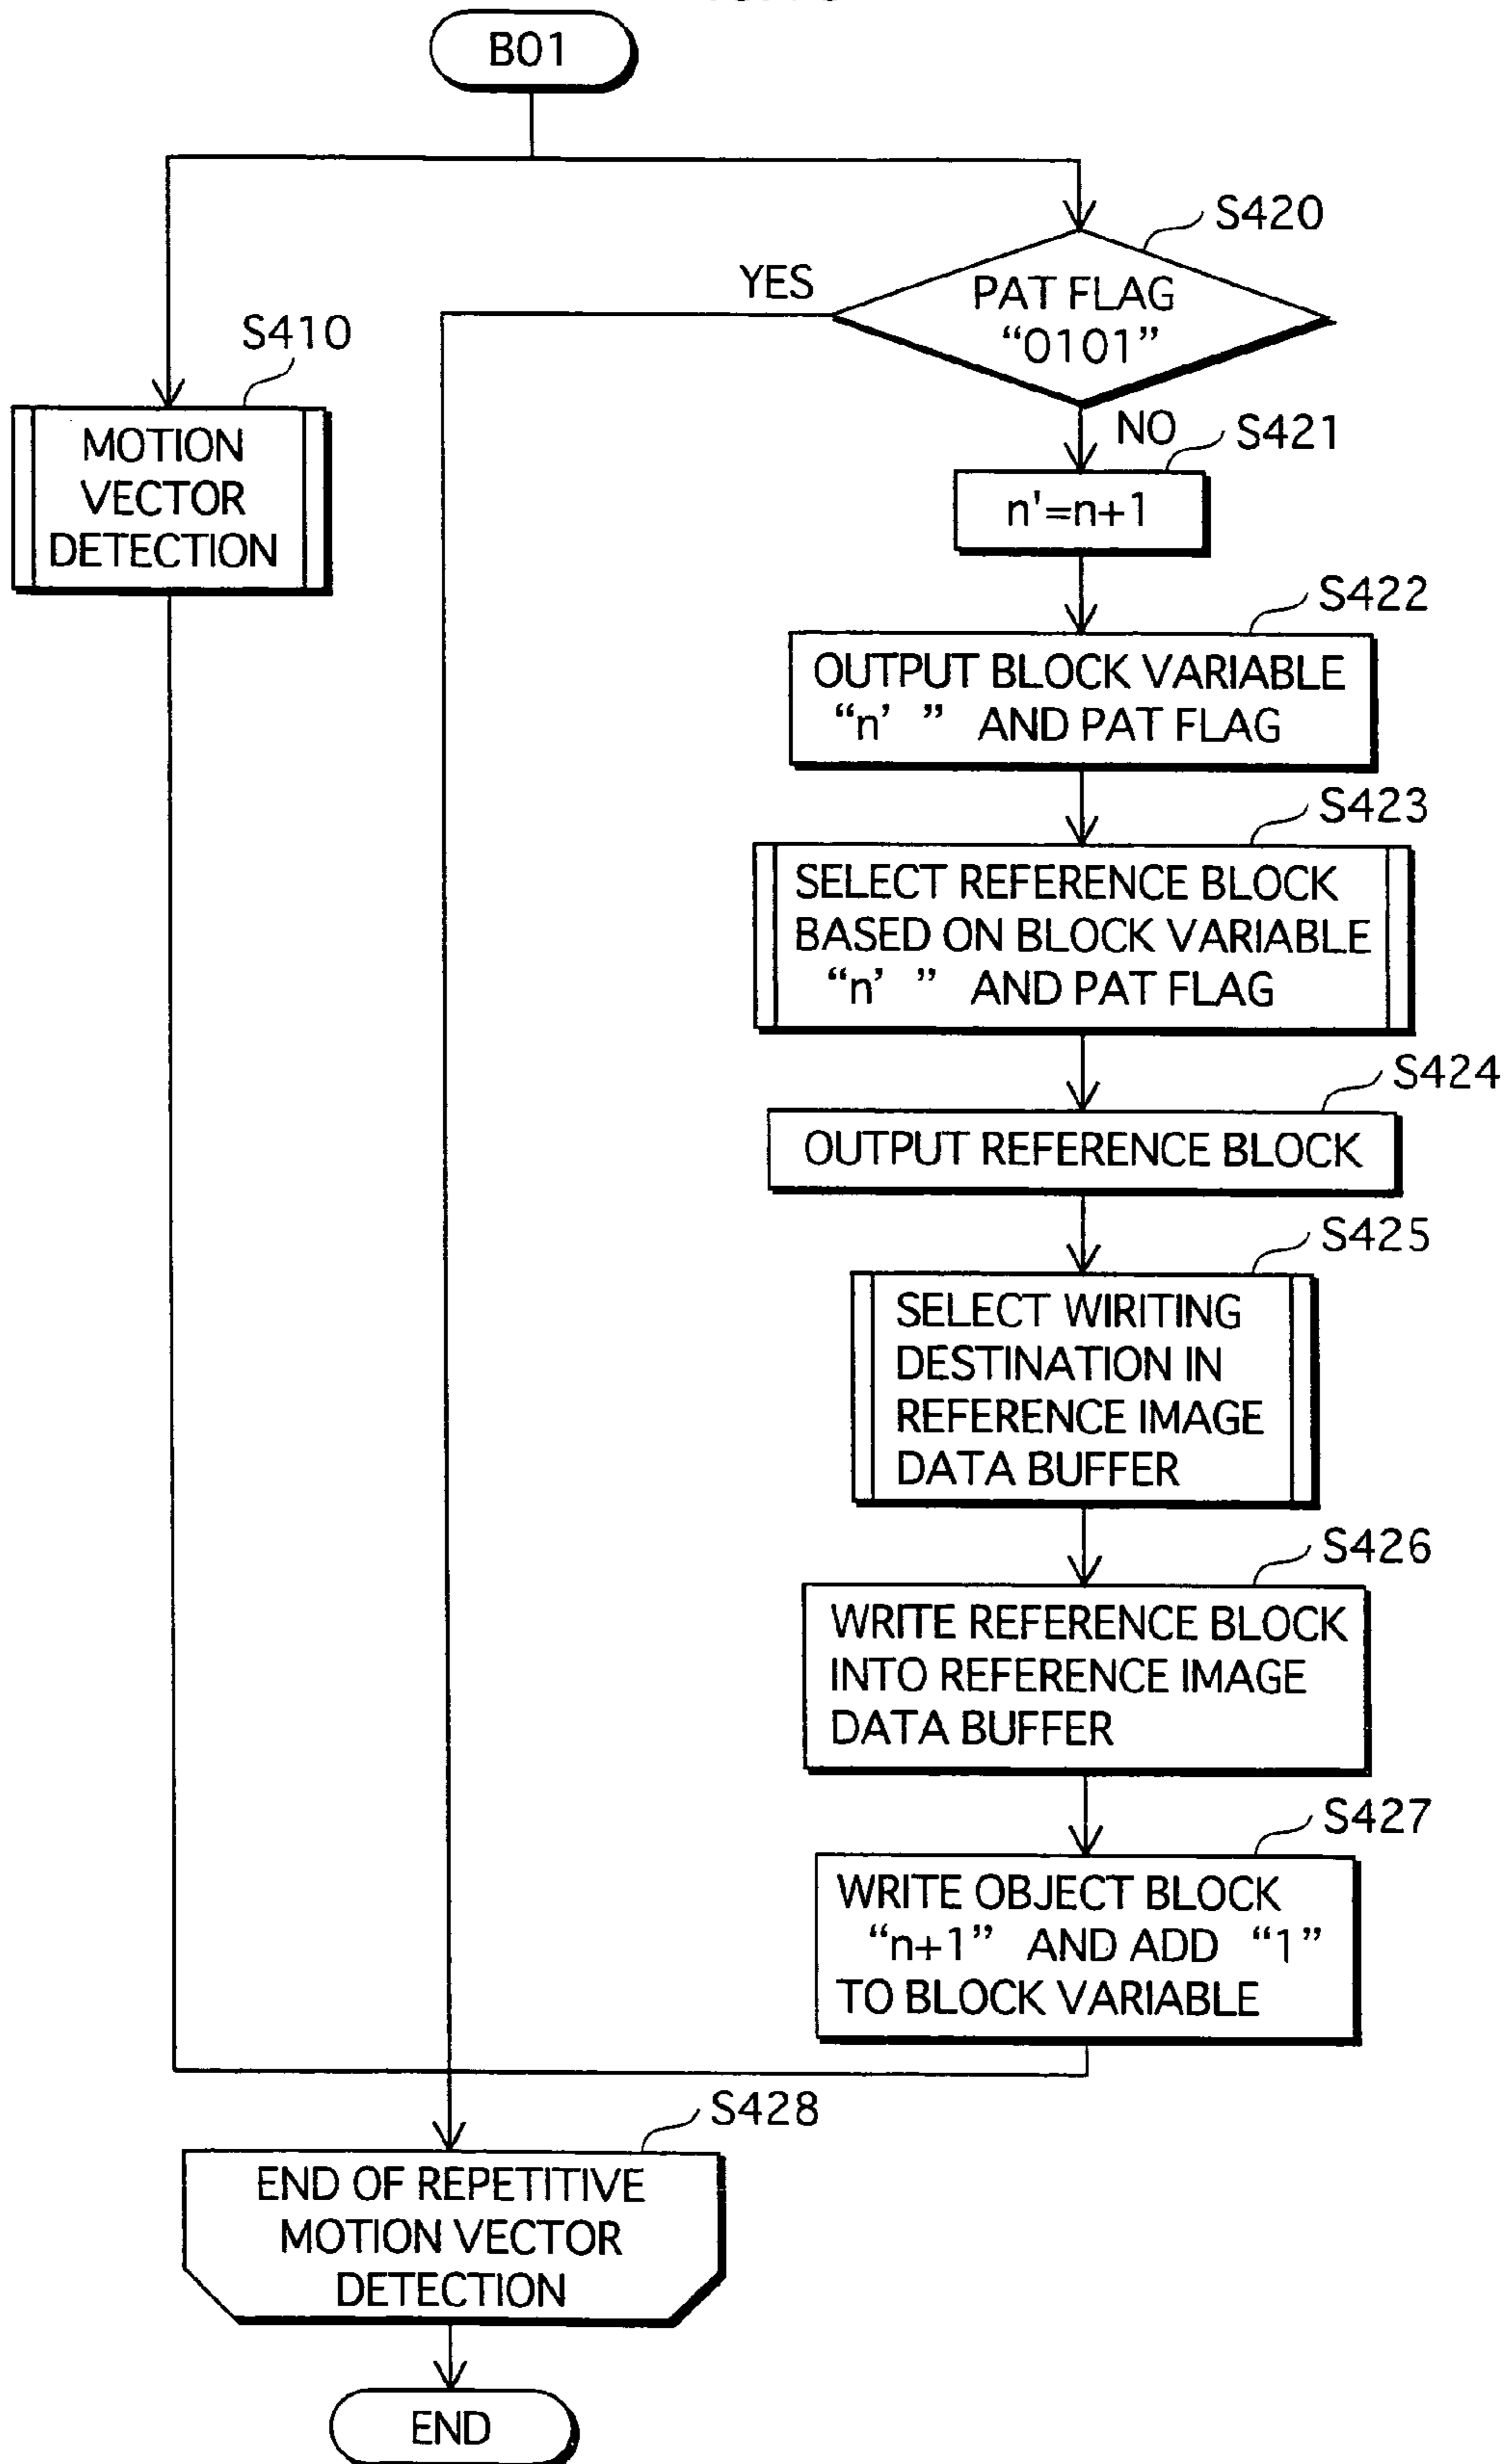 B01
S420
YES
PAT FLAG
“0101”
S410
MOTION
VECTOR
DETECTION
NO
S421
n'=n+1
S422
OUTPUT BLOCK VARIABLE
“n’ ” AND PAT FLAG
S423
SELECT REFERENCE BLOCK
BASED ON BLOCK VARIABLE
“n’ ” AND PAT FLAG
S424
OUTPUT REFERENCE BLOCK
S425
SELECT WIRITING
DESTINATION IN
REFERENCE IMAGE
DATA BUFFER
S426
WRITE REFERENCE BLOCK
INTO REFERENCE IMAGE
DATA BUFFER
S427
WRITE OBJECT BLOCK
“n+1” AND ADD “1”
TO BLOCK VARIABLE
S428
END OF REPETITIVE
MOTION VECTOR
DETECTION
END